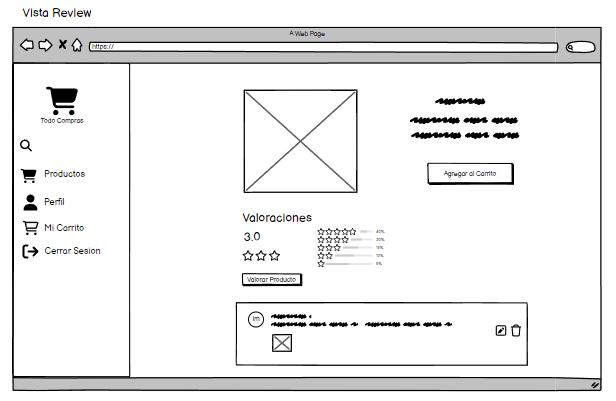 Vista Review
A Web Page
https://
Todo Compras
Productos
Perfil
Mi Carrito
Cerrar Sesion
Agregar al Carrito
Valoraciones
3.0
40%
20%
15%
10%
5%
Valorar Producto
Im